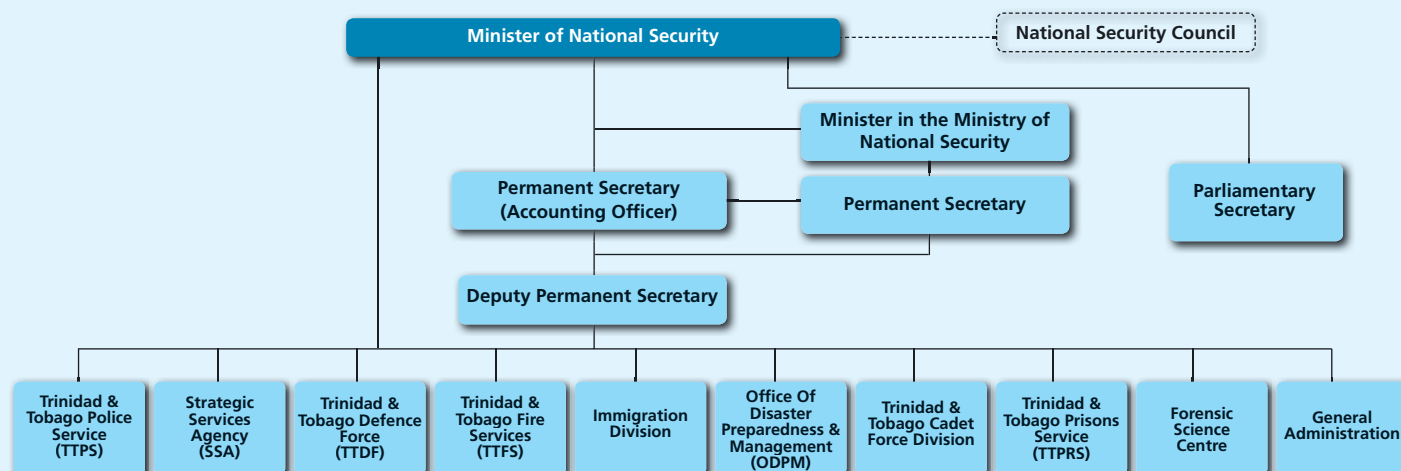 Minister of National Security
National Security Council
Minister in the Ministry of
National Security
Permanent Secretary
(Accounting Officer)
Permanent Secretary
Parliamentary
Secretary
Deputy Permanent Secretary
Trinidad &
Tobago Police
Service
(TTPS)
Strategic
Services
Agency
(SSA)
Trinidad &
Tobago Defence
Force
(TTDF)
Trinidad &
Tobago Fire
Services
(TTFS)
Immigration
Division
Office Of
Disaster
Preparedness &
Management
(ODPM)
Trinidad &
Tobago Cadet
Force Division
Trinidad &
Tobago Prisons
Service
(TTPRS)
Forensic
Science
Centre
General
Administration